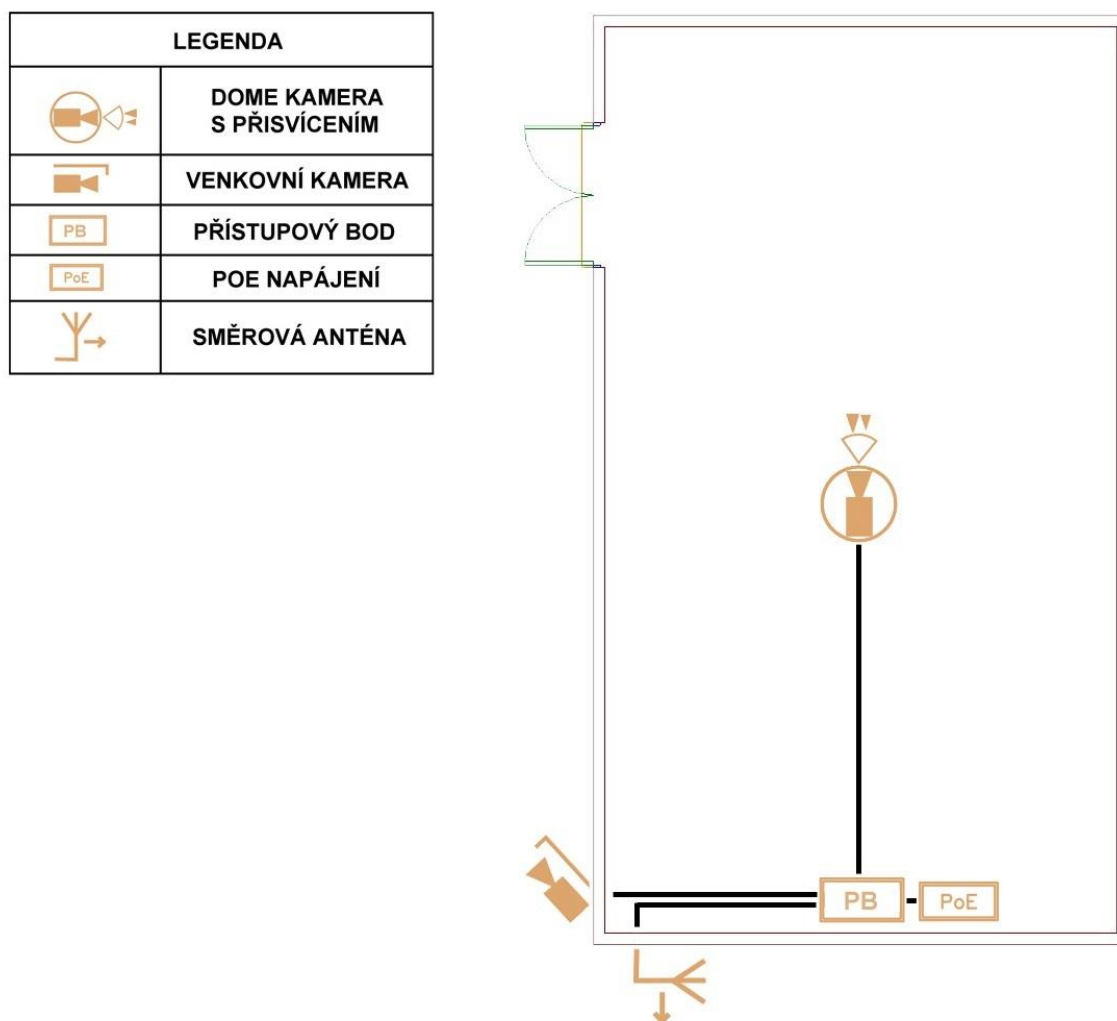 LEGENDA
DOME KAMERA
S PŘISVÍCENÍM
VENKOVNÍ KAMERA
PB
PŘÍSTUPOVÝ BOD
PoE
POE NAPÁJENÍ
SMĚROVÁ ANTÉNA
PB
PoE